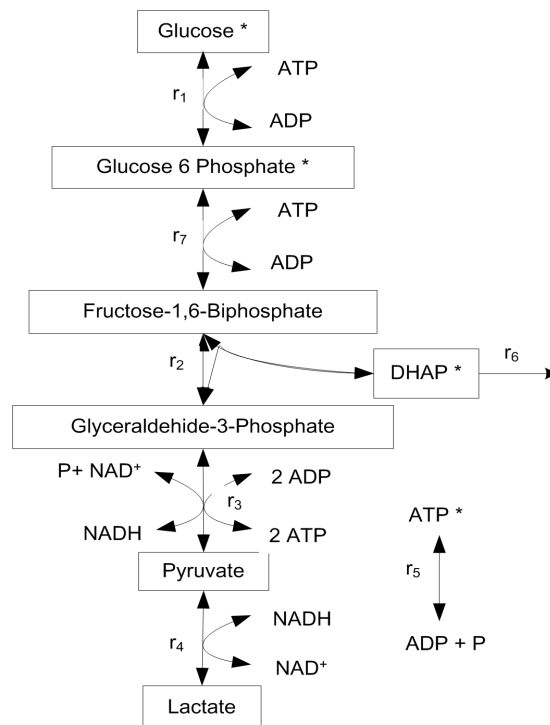 Glucose *
ATP
r₁
ADP
Glucose 6 Phosphate *
ATP
r₇
ADP
Fructose-1,6-Biphosphate
r₂
DHAP *
r₆
Glyceraldehide-3-Phosphate
P+ NAD⁺
2 ADP
r₃
NADH
2 ATP
ATP *
Pyruvate
r₅
NADH
r₄
ADP + P
NAD⁺
Lactate